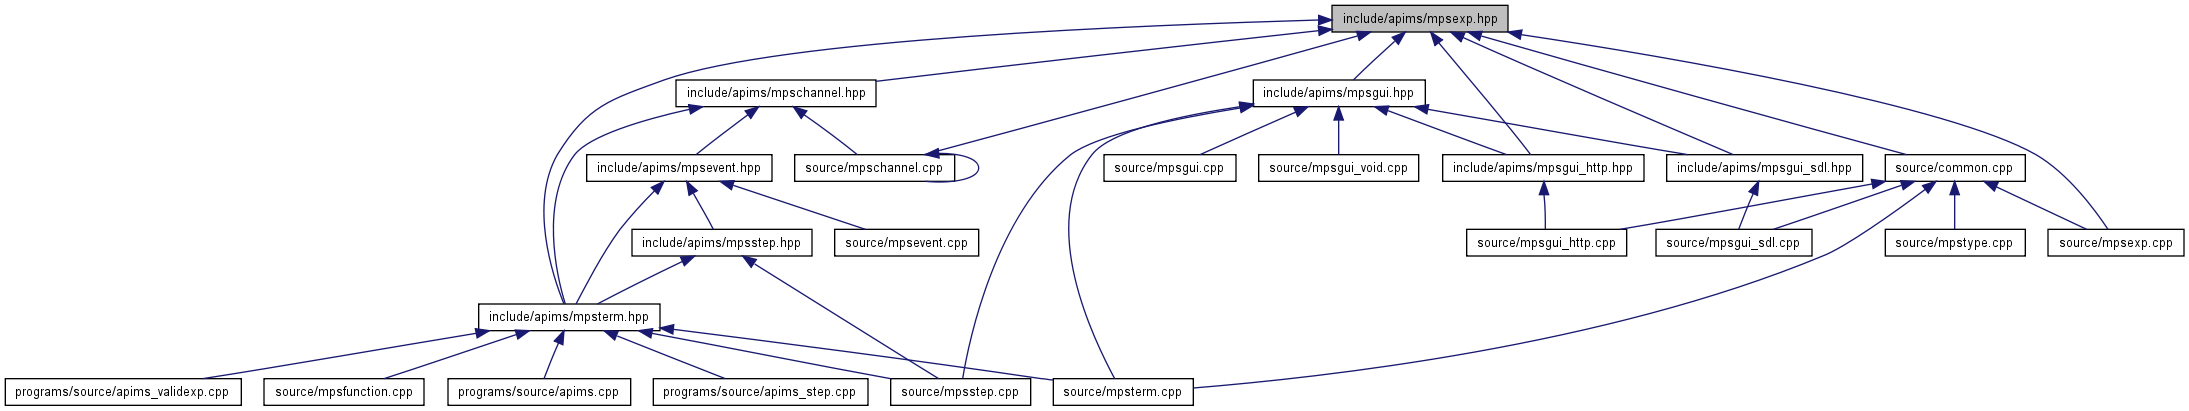 include/apims/mpsexp.hpp
include/apims/mpschannel.hpp
include/apims/mpsgui.hpp
include/apims/mpsevent.hpp
source/mpschannel.cpp
source/mpsgui.cpp
source/mpsgui_void.cpp
include/apims/mpsgui_http.hpp
include/apims/mpsgui_sdl.hpp
source/common.cpp
include/apims/mpsstep.hpp
source/mpsevent.cpp
source/mpsgui_http.cpp
source/mpsgui_sdl.cpp
source/mpstype.cpp
source/mpsexp.cpp
include/apims/mpsterm.hpp
programs/source/apims_validexp.cpp
source/mpsfunction.cpp
programs/source/apims.cpp
programs/source/apims_step.cpp
source/mpsstep.cpp
source/mpsterm.cpp